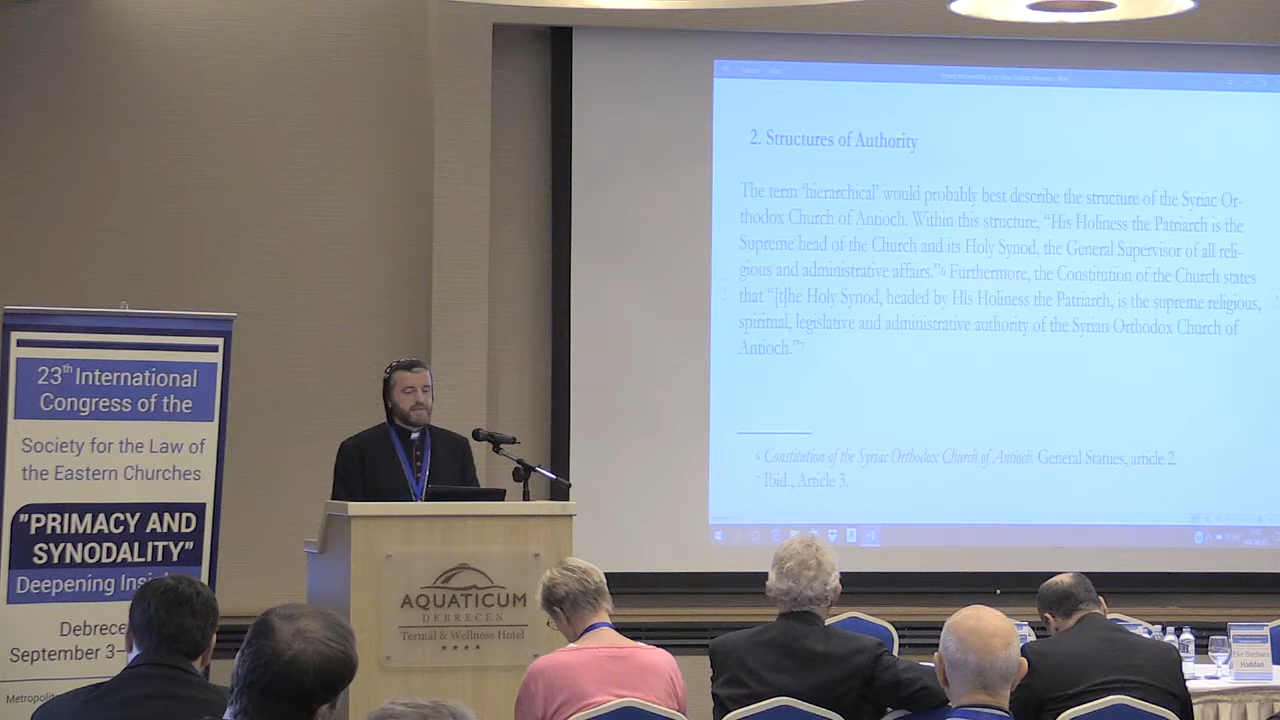 23th International
Congress of the
Society for the Law of
the Eastern Churches
"PRIMACY AND
SYNODALITY"
Deepening
Debrece
September 3–
Metropolit
AQUATICUM
DEBRECEN
Termál & Wellness Hotel
2. Structures of Authority
The term ‘hierarchical’ would probably best describe the structure of the Syriac Or-
thodox Church of Antioch. Within this structure, “His Holiness the Patriarch is the
Supreme head of the Church and its Holy Synod, the General Supervisor of all reli-
gious and administrative affairs.”6 Furthermore, the Constitution of the Church states
that “[t]he Holy Synod, headed by HIs Holiness the Patriarch, is the supreme religious,
spiritual, legislative and administrative authority of the Syrian Orthodox Church of
Antioch.”7
6 Constitution of the Syriac Orthodox Church of Antioch. General Statues, article 2.
7 Ibid., Article 3.
Elie Bechara
Haddad